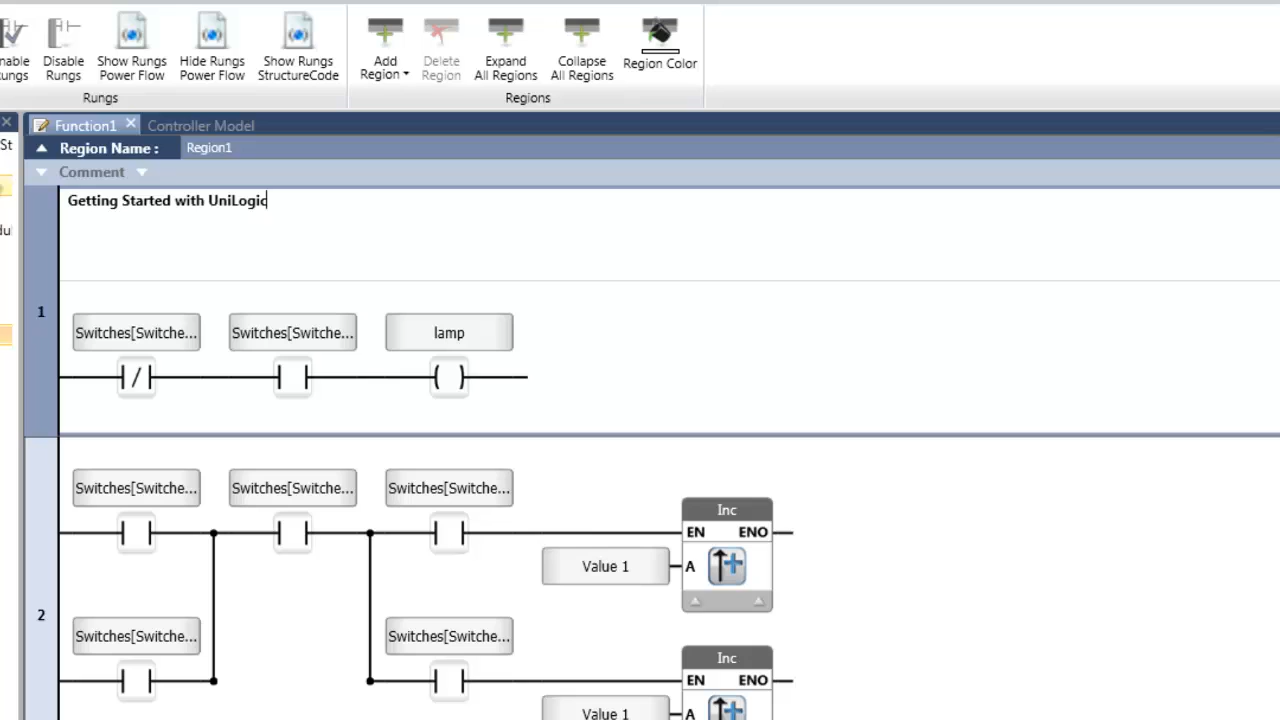 nable
ungs
Disable
Rungs
Show Rungs
Power Flow
Hide Rungs
Power Flow
Show Rungs
StructureCode
Add
Region
Delete
Region
Expand
All Regions
Collapse
All Regions
Region Color
Rungs
Regions
Function1
Controller Model
St
Region Name :
Region1
Comment
Getting Started with UniLogic
du
1
Switches[Switche...
Switches[Switche...
lamp
Switches[Switche...
Switches[Switche...
Switches[Switche...
Inc
EN ENO
Value 1
A
2
Switches[Switche...
Switches[Switche...
Inc
EN ENO
Value 1
A